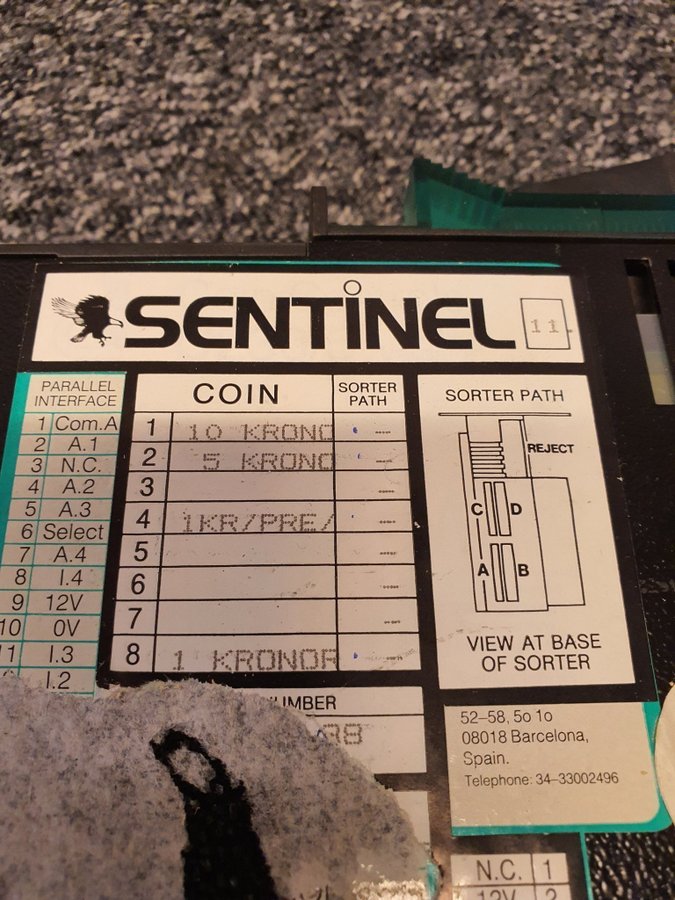 SENTINEL 11.
PARALLEL
INTERFACE
1 Com.A
2 A.1
3 N.C.
4 A.2
5 A.3
6 Select
7 A.4
8 I.4
9 12V
10 0V
11 I.3
I.2
COIN SORTER
PATH
1 10 KRONO
2 5 KRONO
3
4 1KR/PRE/
5
6
7
8 1 KRONOR
SORTER PATH
REJECT
C D
A B
VIEW AT BASE
OF SORTER
UMBER
52–58, 5o 1o
08018 Barcelona,
Spain.
Telephone: 34–33002496
N.C. 1
12V 2